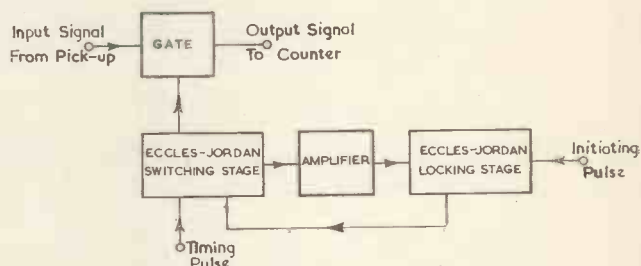 Input Signal
From Pick-up
GATE
Output Signal
To Counter
ECCLES-JORDAN
SWITCHING STAGE
AMPLIFIER
ECCLES-JORDAN
LOCKING STAGE
Initiating
Pulse
Timing
Pulse